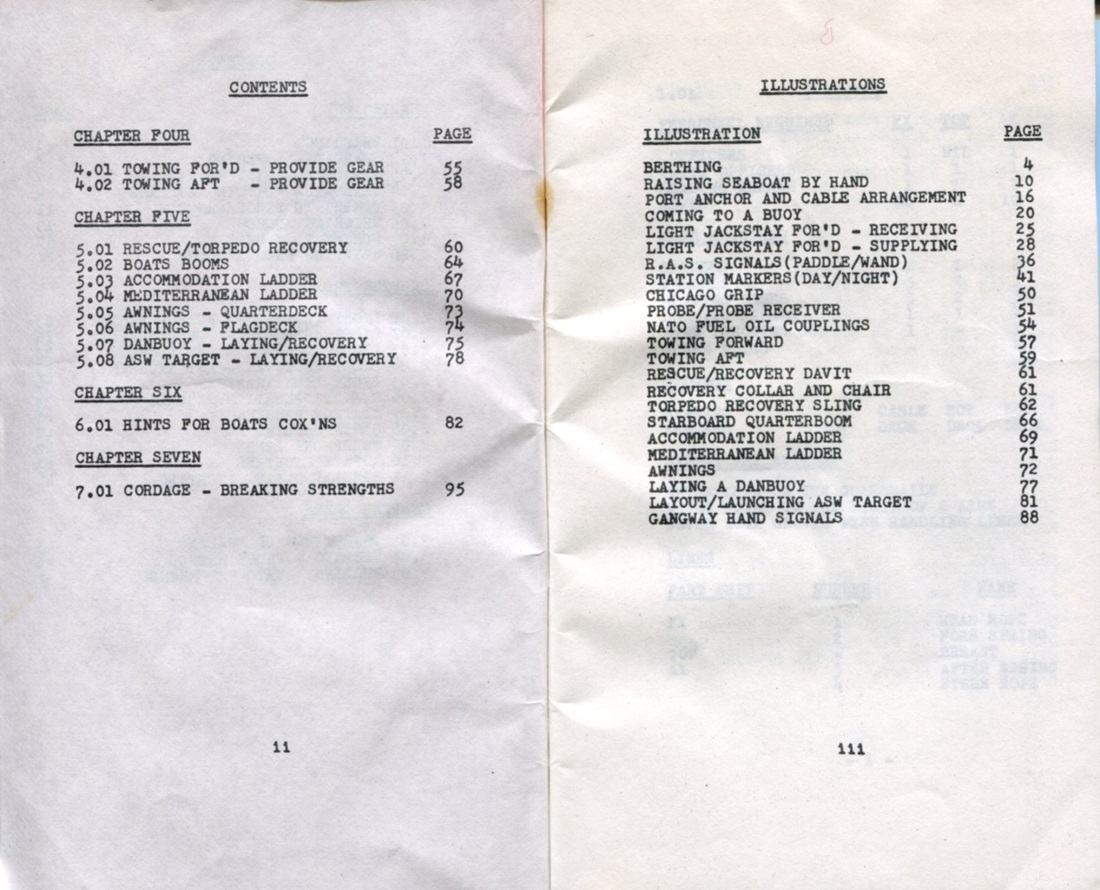 CONTENTS
CHAPTER FOUR PAGE
4.01 TOWING FOR'D - PROVIDE GEAR 55
4.02 TOWING AFT - PROVIDE GEAR 58
CHAPTER FIVE
5.01 RESCUE/TORPEDO RECOVERY 60
5.02 BOATS BOOMS 64
5.03 ACCOMMODATION LADDER 67
5.04 MEDITERRANEAN LADDER 70
5.05 AWNINGS - QUARTERDECK 73
5.06 AWNINGS - FLAGDECK 74
5.07 DANBUOY - LAYING/RECOVERY 75
5.08 ASW TARGET - LAYING/RECOVERY 78
CHAPTER SIX
6.01 HINTS FOR BOATS COX'NS 82
CHAPTER SEVEN
7.01 CORDAGE - BREAKING STRENGTHS 95
11
ILLUSTRATIONS
ILLUSTRATION PAGE
BERTHING 4
RAISING SEABOAT BY HAND 10
PORT ANCHOR AND CABLE ARRANGEMENT 16
COMING TO A BUOY 20
LIGHT JACKSTAY FOR'D - RECEIVING 25
LIGHT JACKSTAY FOR'D - SUPPLYING 28
R.A.S. SIGNALS(PADDLE/WAND) 36
STATION MARKERS(DAY/NIGHT) 41
CHICAGO GRIP 50
PROBE/PROBE RECEIVER 51
NATO FUEL OIL COUPLINGS 54
TOWING FORWARD 57
TOWING AFT 59
RESCUE/RECOVERY DAVIT 61
RECOVERY COLLAR AND CHAIR 61
TORPEDO RECOVERY SLING 62
STARBOARD QUARTERBOOM 66
ACCOMMODATION LADDER 69
MEDITERRANEAN LADDER 71
AWNINGS 72
LAYING A DANBUOY 77
LAYOUT/LAUNCHING ASW TARGET 81
GANGWAY HAND SIGNALS 88
111